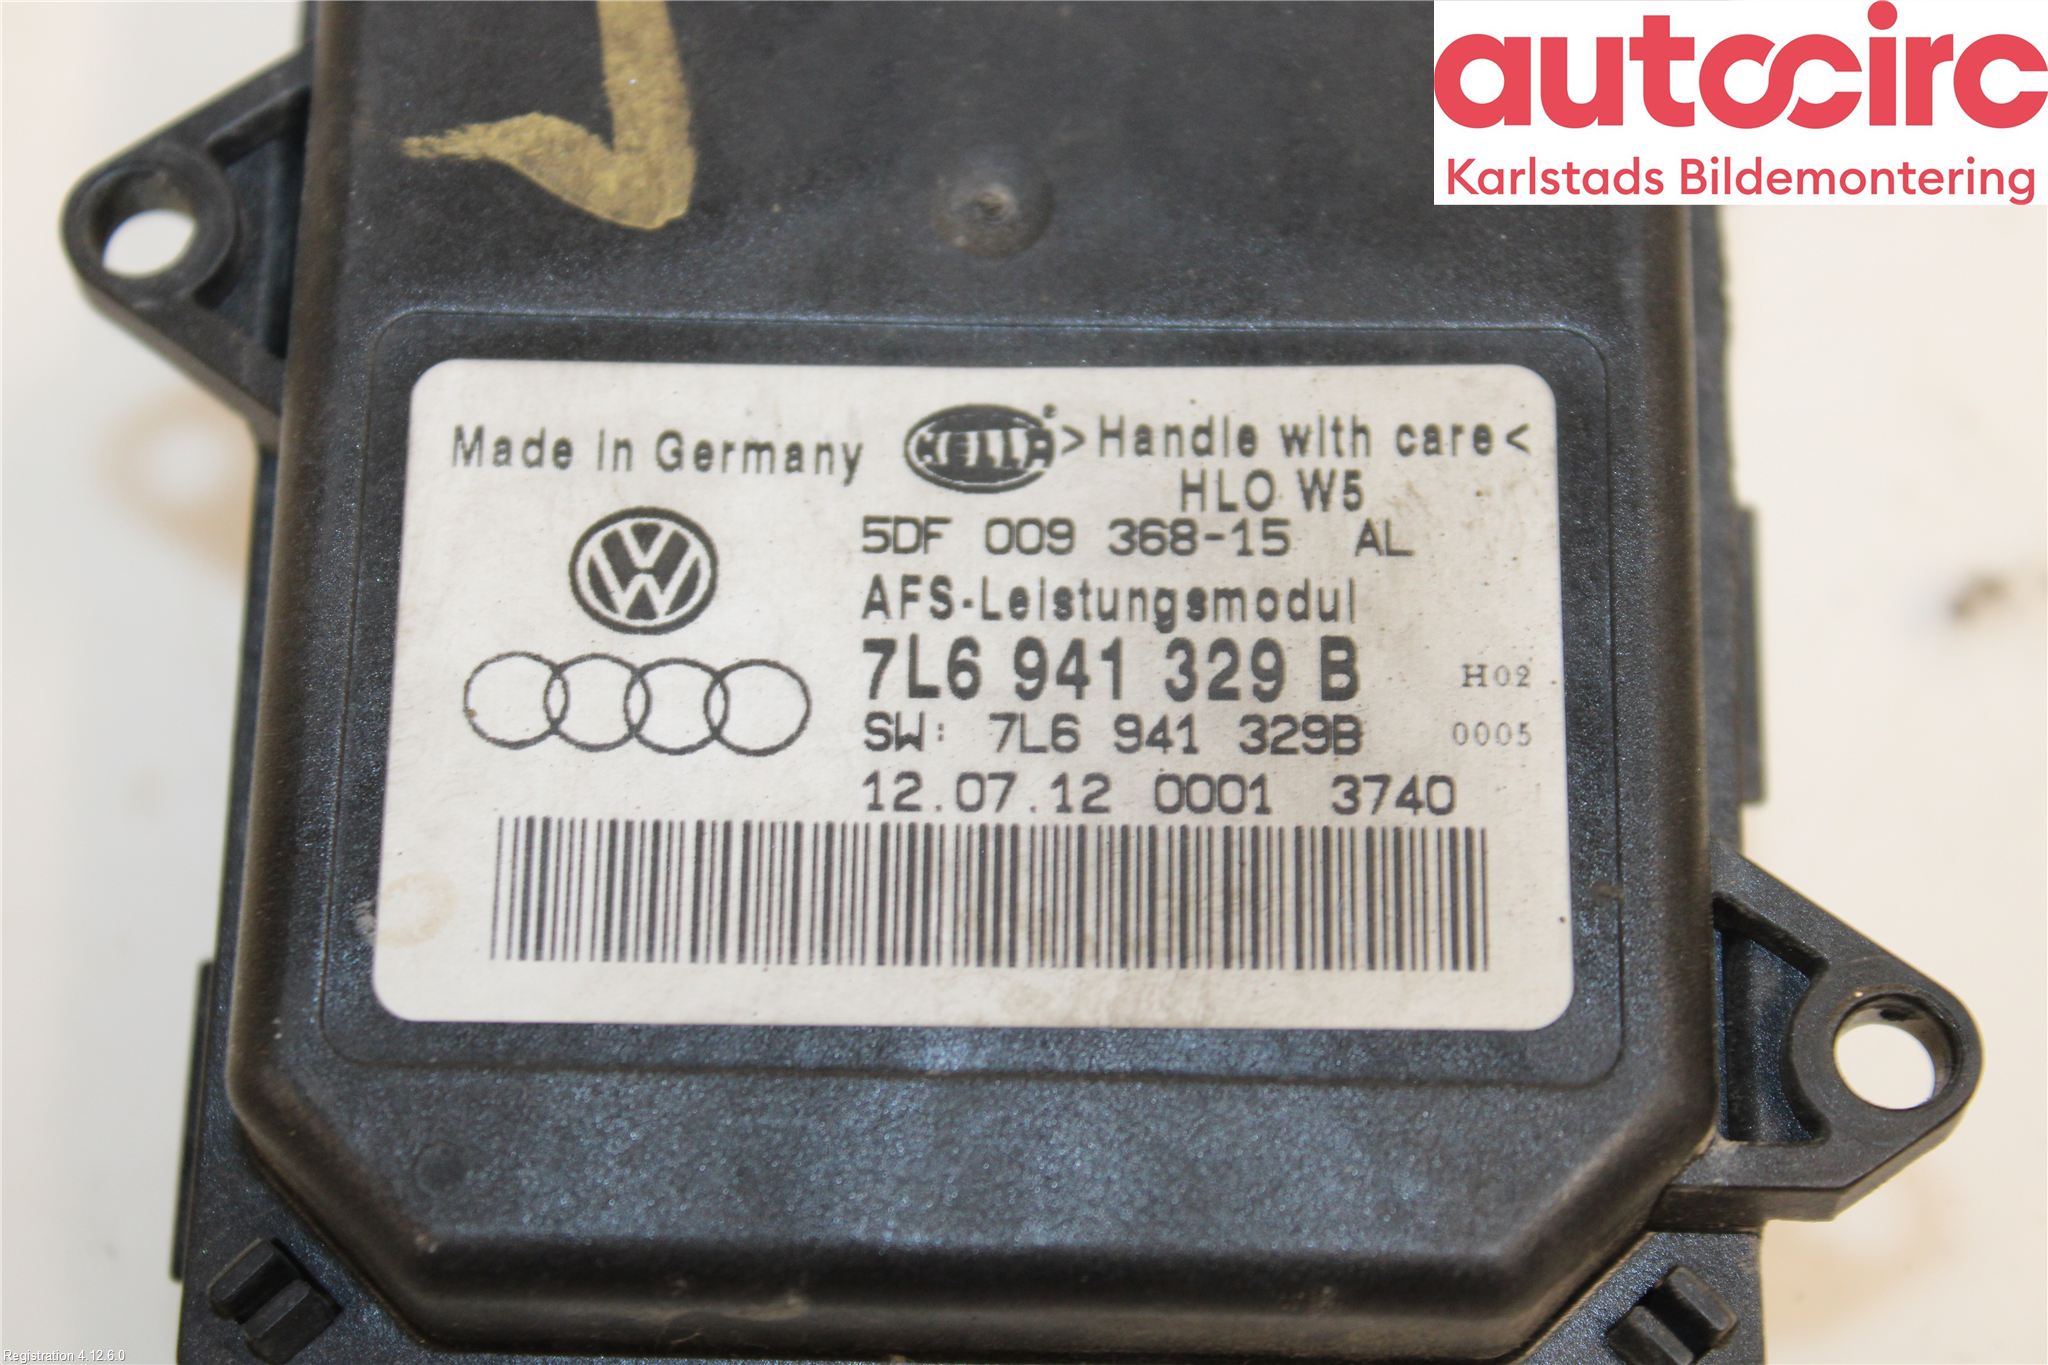 autocirc
Karlstads Bildemontering
Made in Germany HELLA >Handle with care<
HLO W5
5DF 009 368-15 AL
AFS-Leistungsmodul
7L6 941 329 B H02
SW: 7L6 941 329B 0005
12.07.12 0001 3740
Registration 4.12.6.0